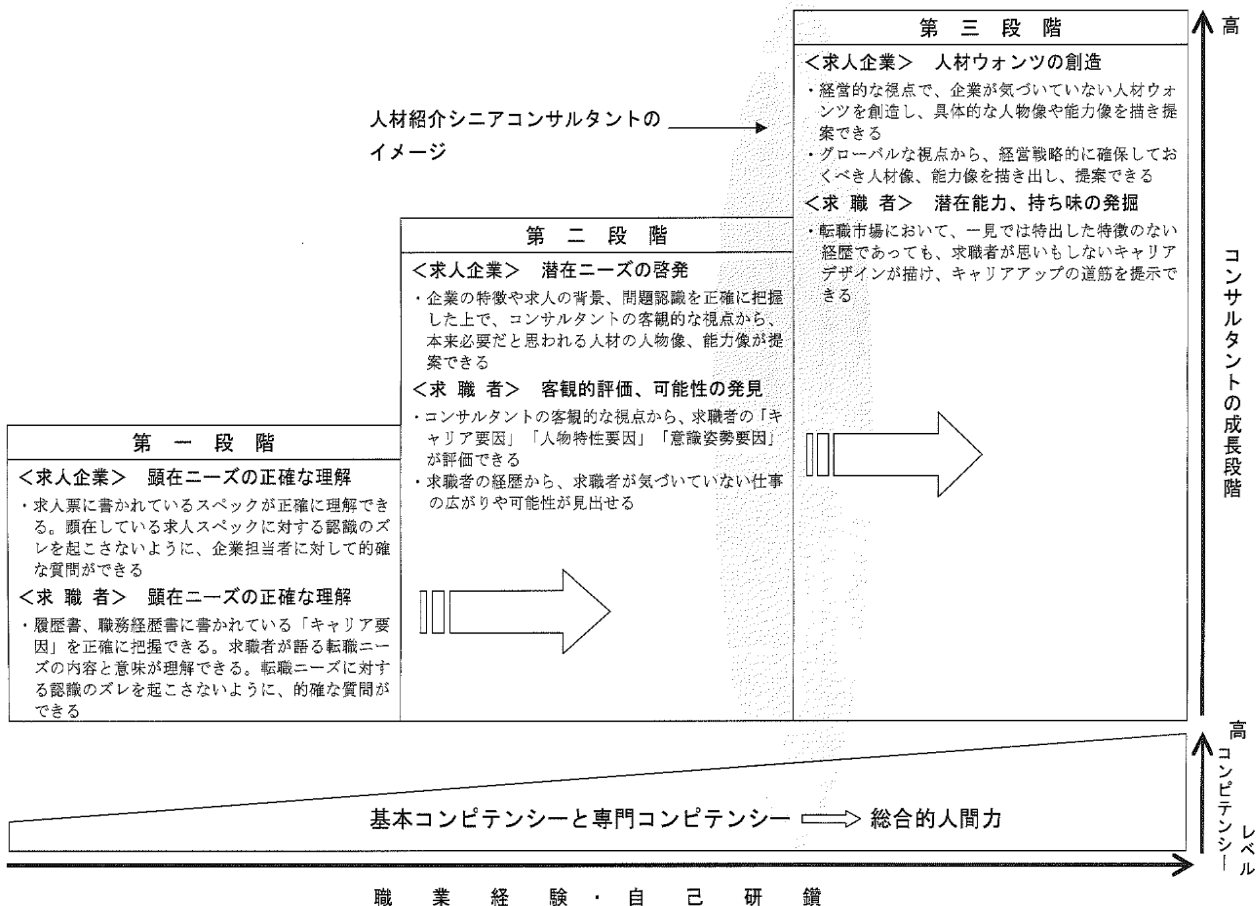 第一段階
<求人企業> 顕在ニーズの正確な理解
・求人票に書かれているスペックが正確に理解でき
る。顕在している求人スペックに対する認識のズ
レを起こさないように、企業担当者に対して的確
な質問ができる
<求職者> 顕在ニーズの正確な理解
・履歴書、職務経歴書に書かれている「キャリア要
因」を正確に把握できる。求職者が語る転職ニー
ズの内容と意味が理解できる。転職ニーズに対す
る認識のズレを起こさないように、的確な質問が
できる
第二段階
<求人企業> 潜在ニーズの啓発
・企業の特徴や求人の背景、問題認識を正確に把握
した上で、コンサルタントの客観的な視点から、
本来必要だと思われる人材の人物像、能力像が提
案できる
<求職者> 客観的評価、可能性の発見
・コンサルタントの客観的な視点から、求職者の「キ
ャリア要因」「人物特性要因」「意識姿勢要因」
が評価できる
・求職者の経歴から、求職者が気づいていない仕事
の広がりや可能性が見出せる
人材紹介シニアコンサルタントの
イメージ
第三段階
<求人企業> 人材ウォンツの創造
・経営的な視点で、企業が気づいていない人材ウォ
ンツを創造し、具体的な人物像や能力像を描き提
案できる
・グローバルな視点から、経営戦略的に確保してお
くべき人材像、能力像を描き出し、提案できる
<求職者> 潜在能力、持ち味の発掘
・転職市場において、一見では特出した特徴のない
経歴であっても、求職者が思いもしないキャリア
デザインが描け、キャリアアップの道筋を提示で
きる
高
コンサルタントの成長段階
高
コンピテンシー
レベル
基本コンピテンシーと専門コンピテンシー ⇒ 総合的人間力
職業経験・自己研鑽